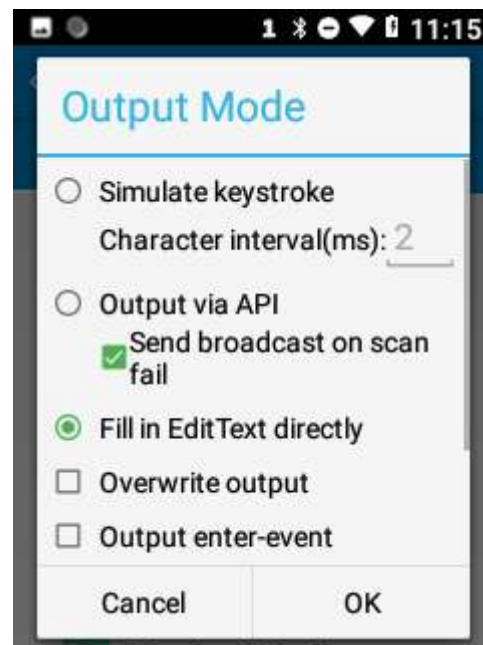 1 11:15
Output Mode
Simulate keystroke
Character interval(ms): 2
Output via API
Send broadcast on scan
fail
Fill in EditText directly
Overwrite output
Output enter-event
Cancel OK